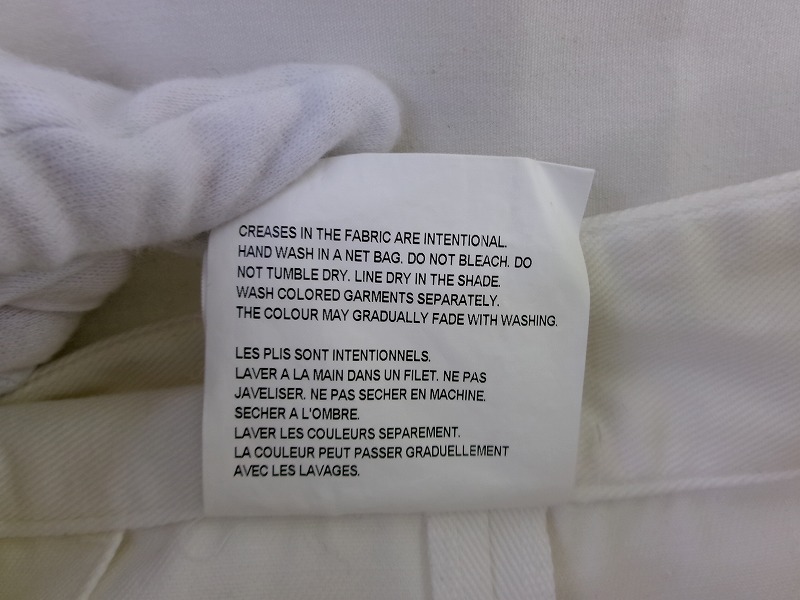 CREASES IN THE FABRIC ARE INTENTIONAL.
HAND WASH IN A NET BAG. DO NOT BLEACH. DO
NOT TUMBLE DRY. LINE DRY IN THE SHADE.
WASH COLORED GARMENTS SEPARATELY.
THE COLOUR MAY GRADUALLY FADE WITH WASHING.
LES PLIS SONT INTENTIONNELS.
LAVER A LA MAIN DANS UN FILET. NE PAS
JAVELISER. NE PAS SECHER EN MACHINE.
SECHER A L'OMBRE.
LAVER LES COULEURS SEPAREMENT.
LA COULEUR PEUT PASSER GRADUELLEMENT
AVEC LES LAVAGES.